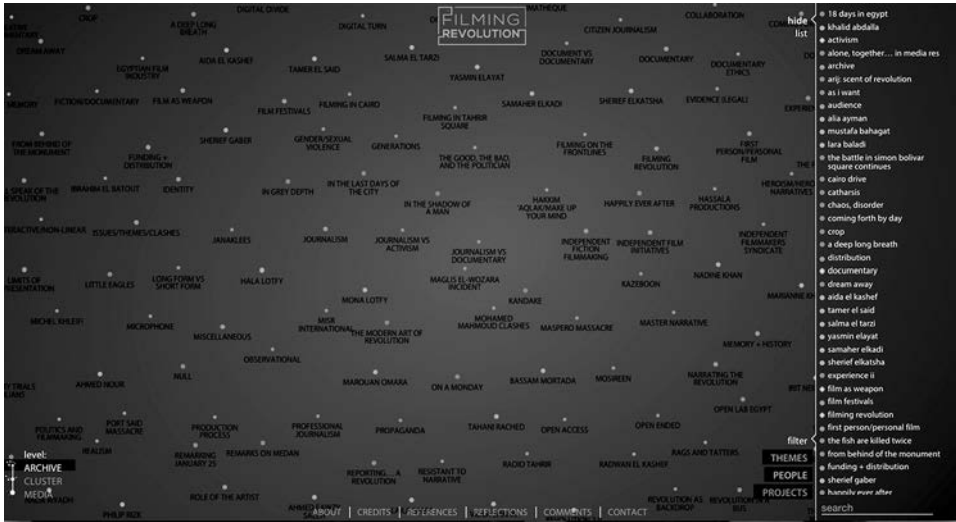 CROP
A DEEP LONG
BREATH
DIGITAL DIVIDE
DIGITAL TURN
FILMING
REVOLUTION
CITIZEN JOURNALISM
COLLABORATION
DREAM AWAY
EGYPTIAN FILM
INDUSTRY
AIDA EL KASHEF
TAMER EL SAID
SALMA EL TARZI
YASMIN ELAYAT
DOCUMENT VS
DOCUMENTARY
DOCUMENTARY
DOCUMENTARY
ETHICS
MEMORY
FICTION/DOCUMENTARY
FILM AS WEAPON
FILM FESTIVALS
FILMING IN CAIRO
FILMING IN TAHRIR
SQUARE
SAMAHER ELKADI
SHERIEF ELKATSHA
EVIDENCE (LEGAL)
FROM BEHIND OF
THE MONUMENT
FUNDING +
DISTRIBUTION
SHERIEF GABER
GENDER/SEXUAL
VIOLENCE
GENERATIONS
THE GOOD, THE BAD,
AND THE POLITICIAN
FILMING ON THE
FRONTLINES
FILMING
REVOLUTION
FIRST
PERSON/PERSONAL
FILM
IBRAHIM EL BATOUT
IDENTITY
IN GREY DEPTH
IN THE LAST DAYS OF
THE CITY
IN THE SHADOW OF
A MAN
HAKKIM
'AQLAK/MAKE UP
YOUR MIND
HAPPILY EVER AFTER
HASSALA
PRODUCTIONS
ISSUES/THEMES/CLASHES
JANAKLEES
JOURNALISM
JOURNALISM VS
ACTIVISM
JOURNALISM VS
DOCUMENTARY
INDEPENDENT
FICTION
FILMMAKING
INDEPENDENT FILM
INITIATIVES
INDEPENDENT
FILMMAKERS
SYNDICATE
LIMITS OF
LITTLE EAGLES
LONG FORM VS
SHORT FORM
HALA LOTFY
MONA LOTFY
MAGLIS EL-WOZARA
INCIDENT
KANDAKE
KAZEBOON
NADINE KHAN
MICHEL KHLEIFI
MICROPHONE
MISCELLANEOUS
MISR
INTERNATIONAL
THE MODERN ART OF
REVOLUTION
MOHAMED
MAHMOUD CLASHES
MASPERO MASSACRE
MASTER NARRATIVE
MEMORY + HISTORY
OBSERVATIONAL
AHMED NOUR
NULL
MAROUAN OMARA
ON A MONDAY
BASSAM MORTADA
MOSIREEN
NARRATING THE
REVOLUTION
OPEN LAB EGYPT
POLITICS AND
FILMMAKING
PORT SAID
MASSACRE
PRODUCTION
PROCESS
PROFESSIONAL
JOURNALISM
PROPAGANDA
TAHANI RACHED
OPEN ACCESS
OPEN ENDED
REMARKING
JANUARY 25
REMARKS ON MEDAN
REPORTING... A
REVOLUTION
RESISTANT TO
NARRATIVE
RADIO TAHRIR
RADWAN EL KASHEF
RAGS AND TATTERS
PHILIP RIZK
ROLE OF THE ARTIST
REVOLUTION AS
BACKDROP
level:
ARCHIVE
CLUSTER
MEDIA
ABOUT | CREDITS | REFERENCES | REFLECTIONS | COMMENTS | CONTACT
hide
list
18 days in egypt
khalid abdalla
activism
alone, together... in media res
archive
arij: scent of revolution
as i want
audience
alia ayman
mustafa bahagat
lara baladi
the battle in simon bolivar
square continues
cairo drive
catharsis
chaos, disorder
coming forth by day
crop
a deep long breath
distribution
documentary
dream away
aida el kashef
tamer el said
salma el tarzi
yasmin elayat
samaher elkadi
sherief elkatsha
experience ii
film as weapon
film festivals
filming revolution
first person/personal film
the fish are killed twice
from behind of the monument
funding + distribution
sherief gaber
happily ever after
filter
THEMES
PEOPLE
PROJECTS
search